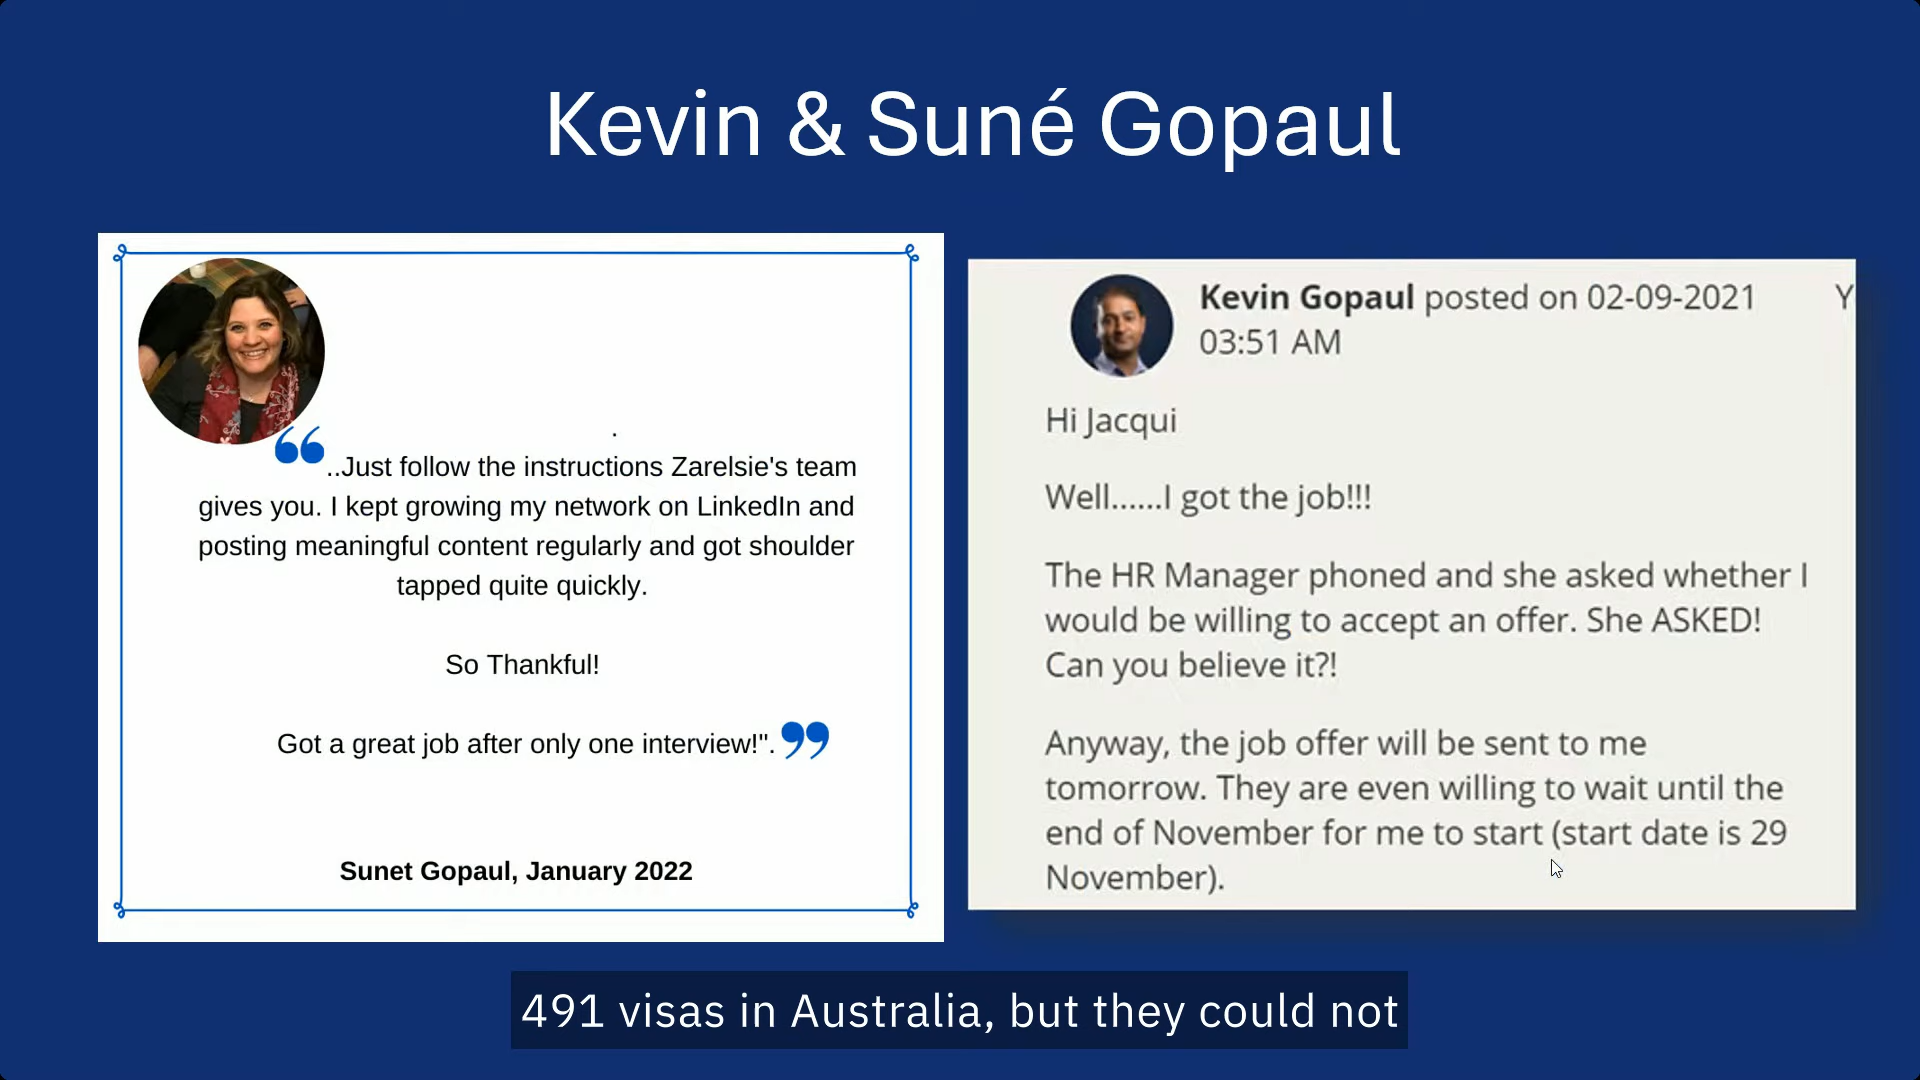 Kevin & Suné Gopaul
.
..Just follow the instructions Zarelsie's team
gives you. I kept growing my network on LinkedIn and
posting meaningful content regularly and got shoulder
tapped quite quickly.
So Thankful!
Got a great job after only one interview!".
Sunet Gopaul, January 2022
Kevin Gopaul posted on 02-09-2021 Y
03:51 AM
Hi Jacqui
Well......I got the job!!!
The HR Manager phoned and she asked whether I
would be willing to accept an offer. She ASKED!
Can you believe it?!
Anyway, the job offer will be sent to me
tomorrow. They are even willing to wait until the
end of November for me to start (start date is 29
November).
491 visas in Australia, but they could not